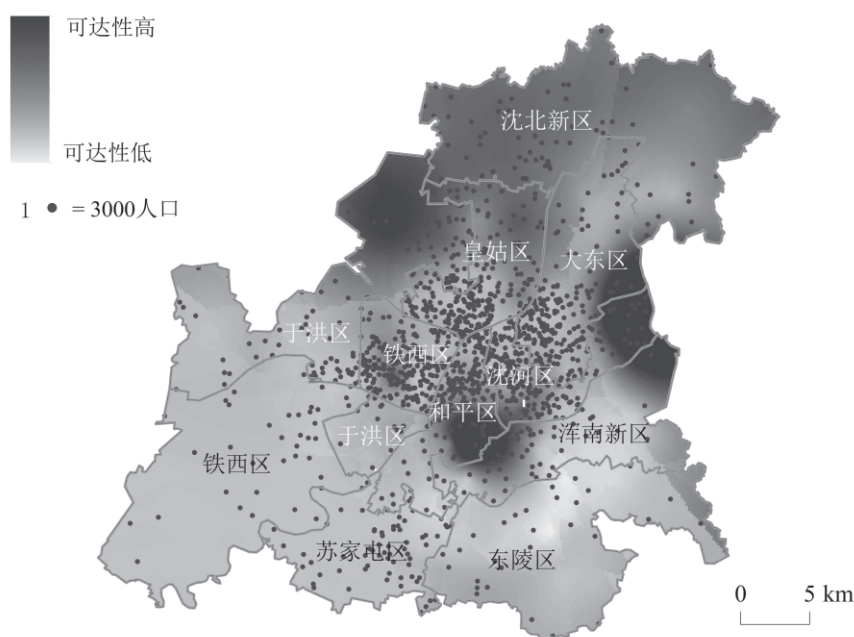 可达性高
可达性低
1 ● = 3000人口
沈北新区
皇姑区
大东区
于洪区
铁西区
沈河区
和平区
于洪区
浑南新区
铁西区
苏家屯区
东陵区
0 5 km